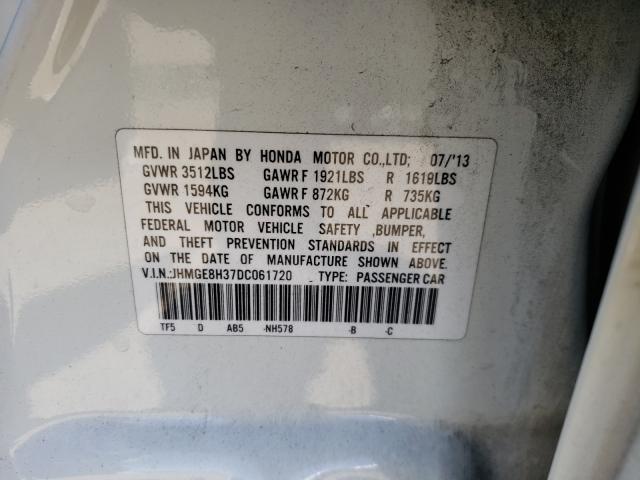 MFD. IN JAPAN BY HONDA MOTOR CO.,LTD; 07/'13
GVWR 3512LBS GAWR F 1921LBS R 1619LBS
GVWR 1594KG GAWR F 872KG R 735KG
THIS VEHICLE CONFORMS TO ALL APPLICABLE
FEDERAL MOTOR VEHICLE SAFETY ,BUMPER,
AND THEFT PREVENTION STANDARDS IN EFFECT
ON THE DATE OF MANUFACTURE SHOWN ABOVE.
V.I.N.:JHMGE8H37DC061720 TYPE: PASSENGER CAR
TF5 D AB5 -NH578 -B -C